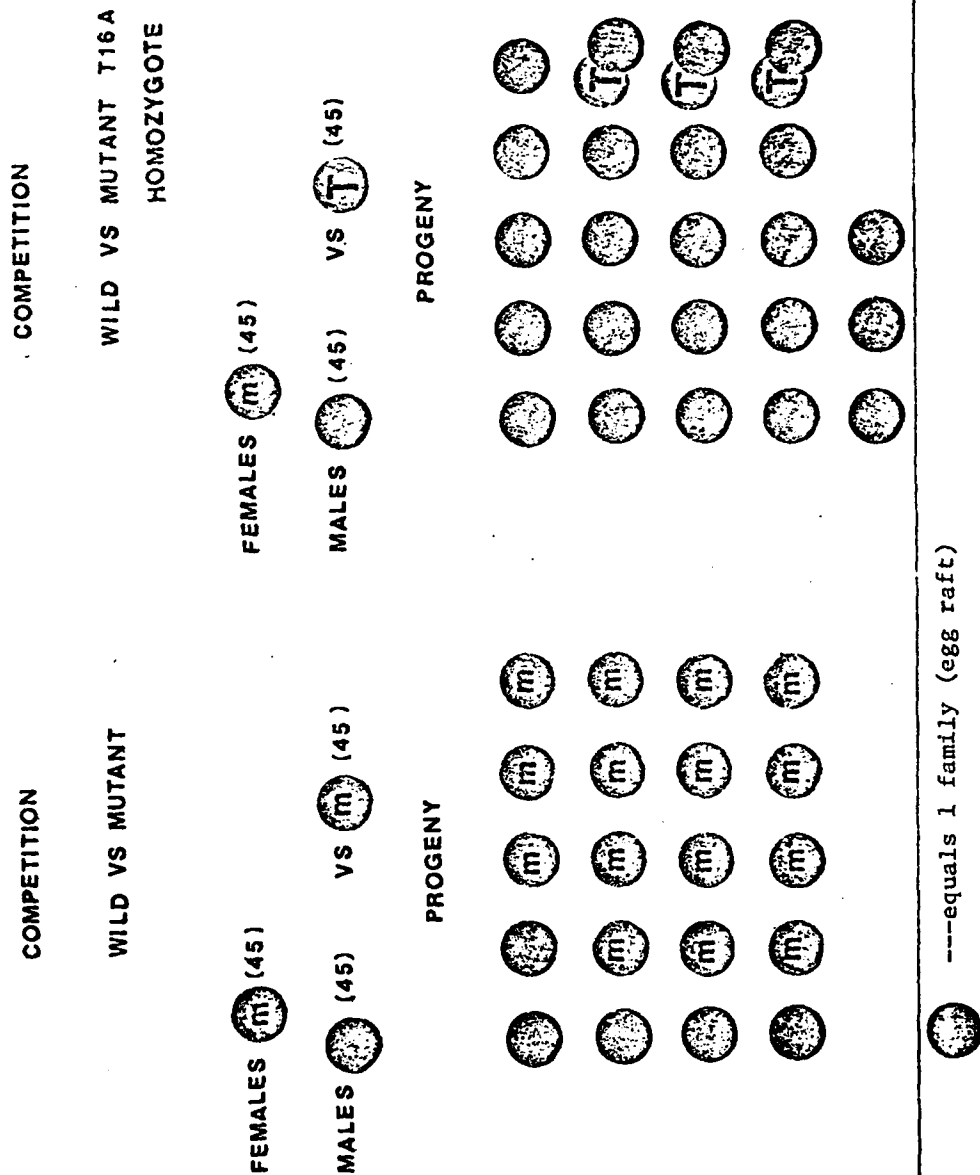 COMPETITION
WILD VS MUTANT
FEMALES m (45)
MALES (45) VS m (45)
PROGENY
m m m
m m m m
m m m m
m m m m
COMPETITION
WILD VS MUTANT T16A
HOMOZYGOTE
FEMALES m (45)
MALES (45) VS T (45)
PROGENY
T
T
T
---equals 1 family (egg raft)